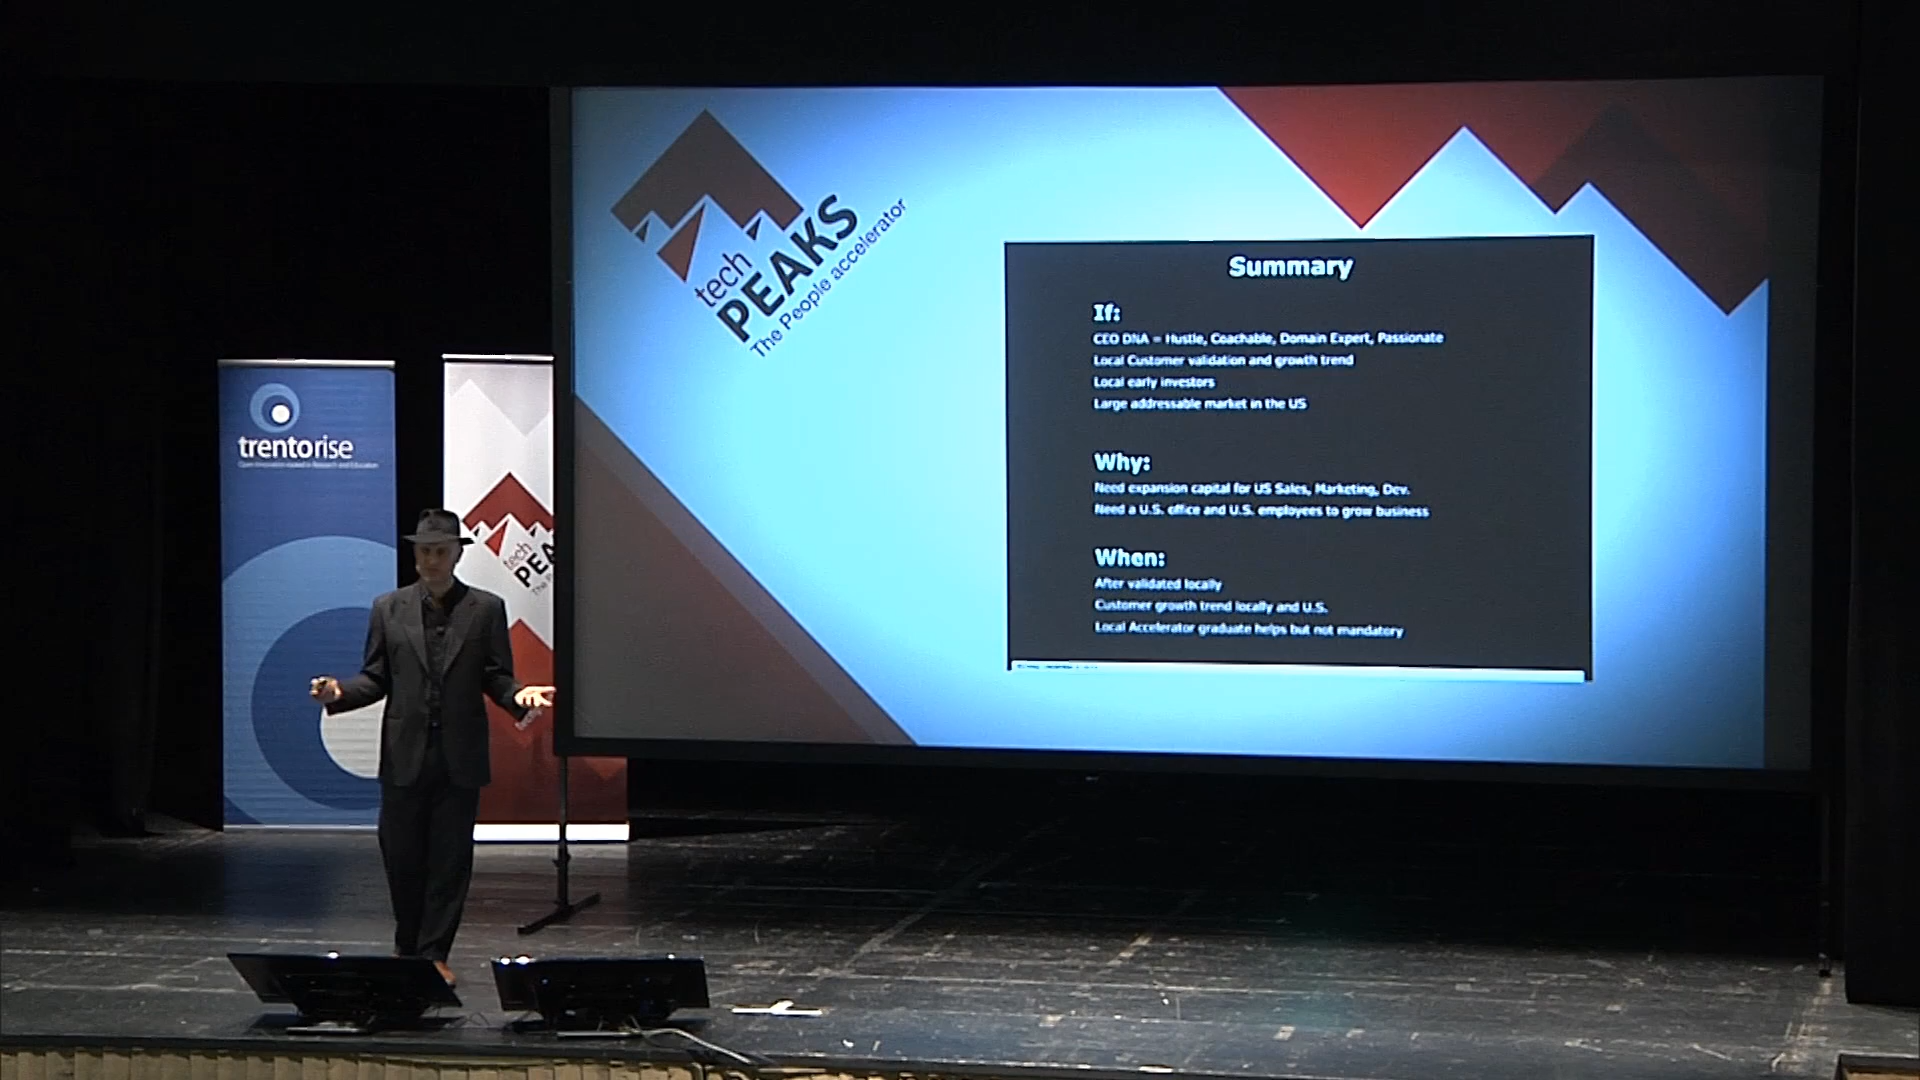 trentorise
tech
PEA
tech
PEAKS
The People accelerator
Summary
If:
CEO DNA = Hustle, Coachable, Domain Expert, Passionate
Local Customer validation and growth trend
Local early investors
Large addressable market in the US
Why:
Need expansion capital for US Sales, Marketing, Dev.
Need a U.S. office and U.S. employees to grow business
When:
After validated locally
Customer growth trend locally and U.S.
Local Accelerator graduate helps but not mandatory